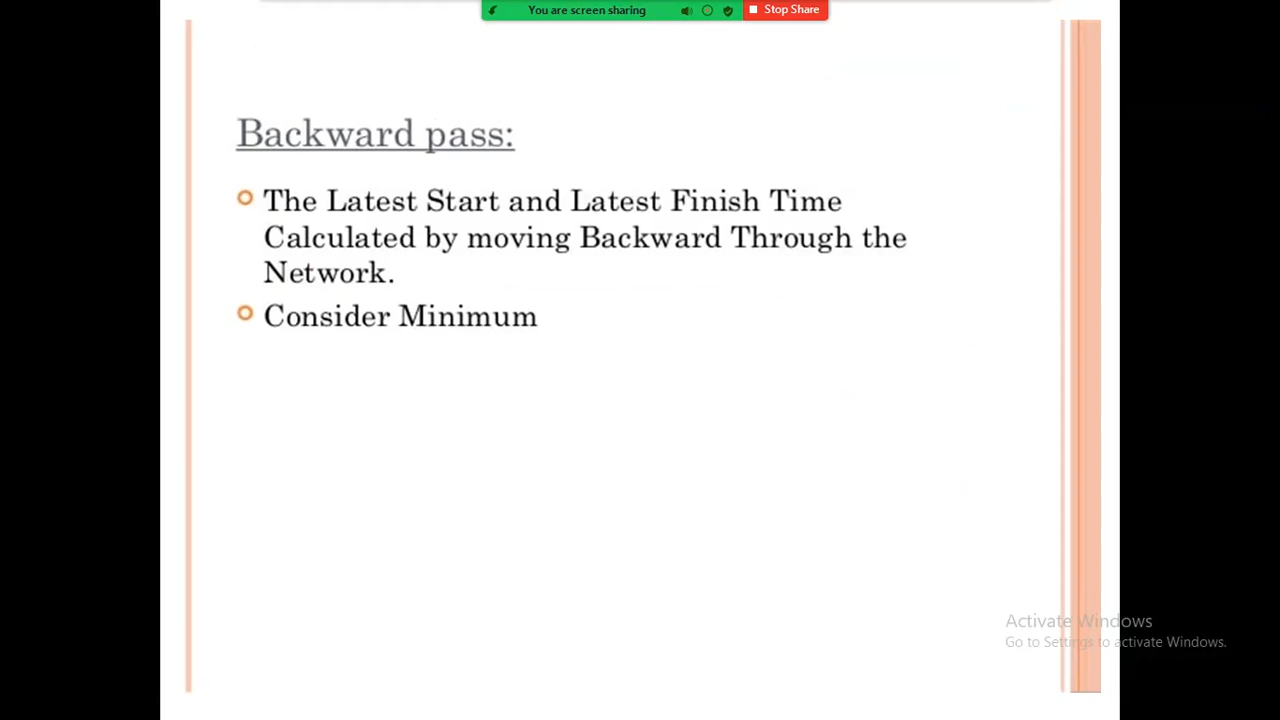 You are screen sharing
Stop Share
Backward pass:
The Latest Start and Latest Finish Time
Calculated by moving Backward Through the
Network.
Consider Minimum
Activate Windows
Go to Settings to activate Windows.